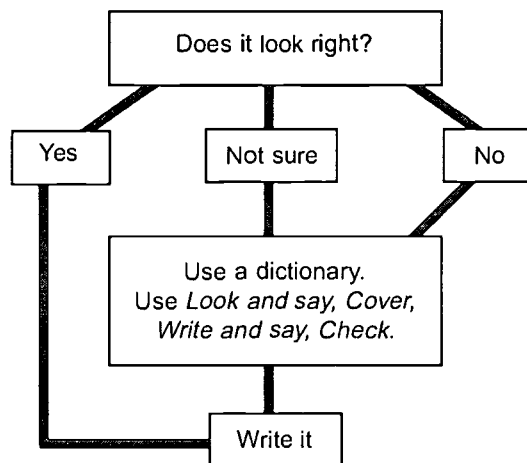 Does it look right?
Yes
Not sure
No
Use a dictionary.
Use Look and say, Cover,
Write and say, Check.
Write it